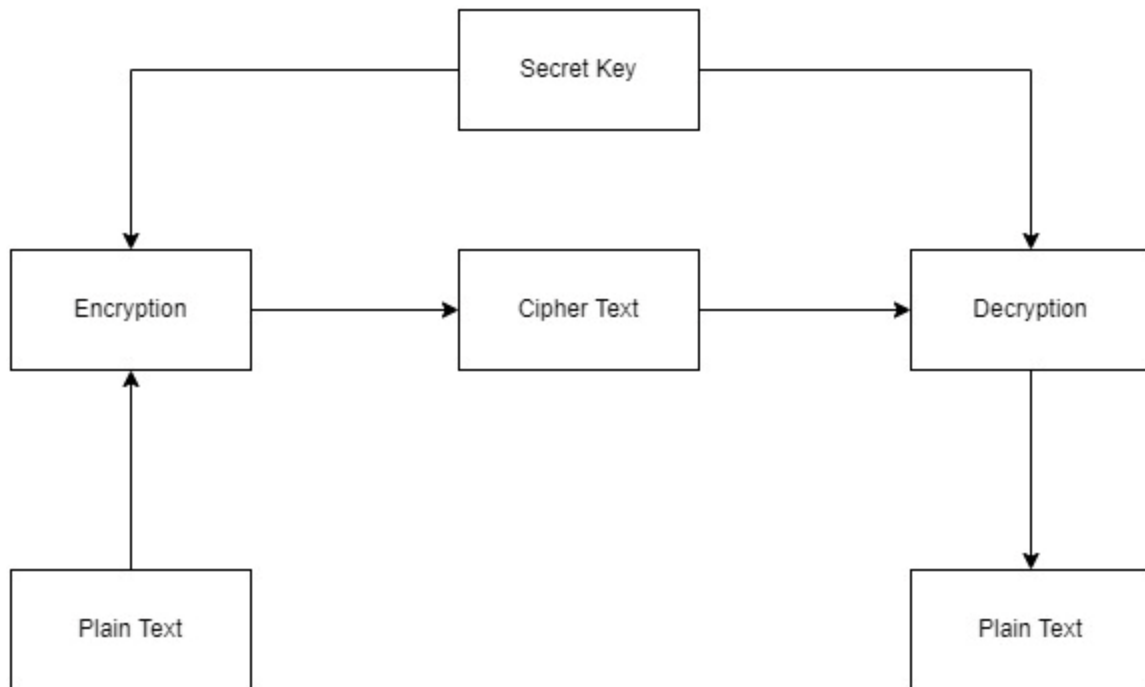 Secret Key
Encryption
Cipher Text
Decryption
Plain Text
Plain Text